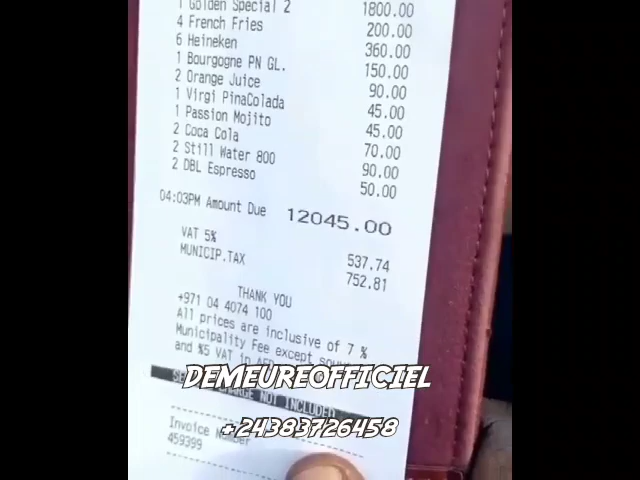 1 Golden Special 2 1800.00
4 French Fries 200.00
6 Heineken 360.00
1 Bourgogne PN GL. 150.00
2 Orange Juice 90.00
1 Virgi PinaColada 45.00
1 Passion Mojito 45.00
2 Coca Cola 70.00
2 Still Water 800 90.00
2 DBL Espresso 50.00
04:03PM Amount Due 12045.00
VAT 5% 537.74
MUNICIP.TAX 752.81
THANK YOU
+971 04 4074 100
All prices are inclusive of 7 %
Municipality Fee except
and %5 VAT in
DEMEUREOFFICIEL
NOT INCLUDED
+24383726458
Invoice Number
459399